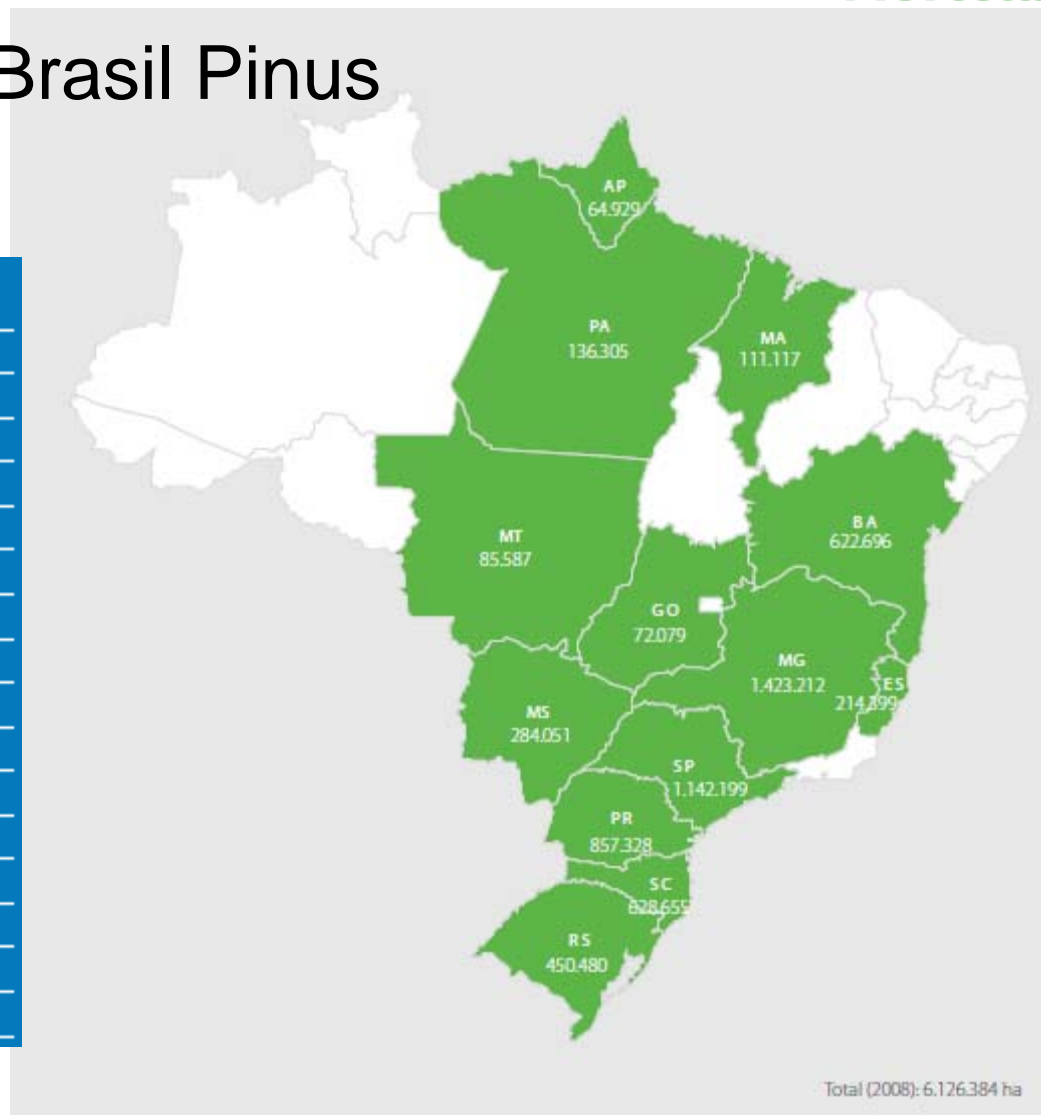 Brasil Pinus
AP
64.929
PA
136.305
MA
111.117
BA
622.696
MT
85.587
GO
72.079
MG
1.423.212
ES
214.399
MS
284.051
SP
1.142.199
PR
857.328
SC
628.655
RS
450.480
Total (2008): 6.126.384 ha